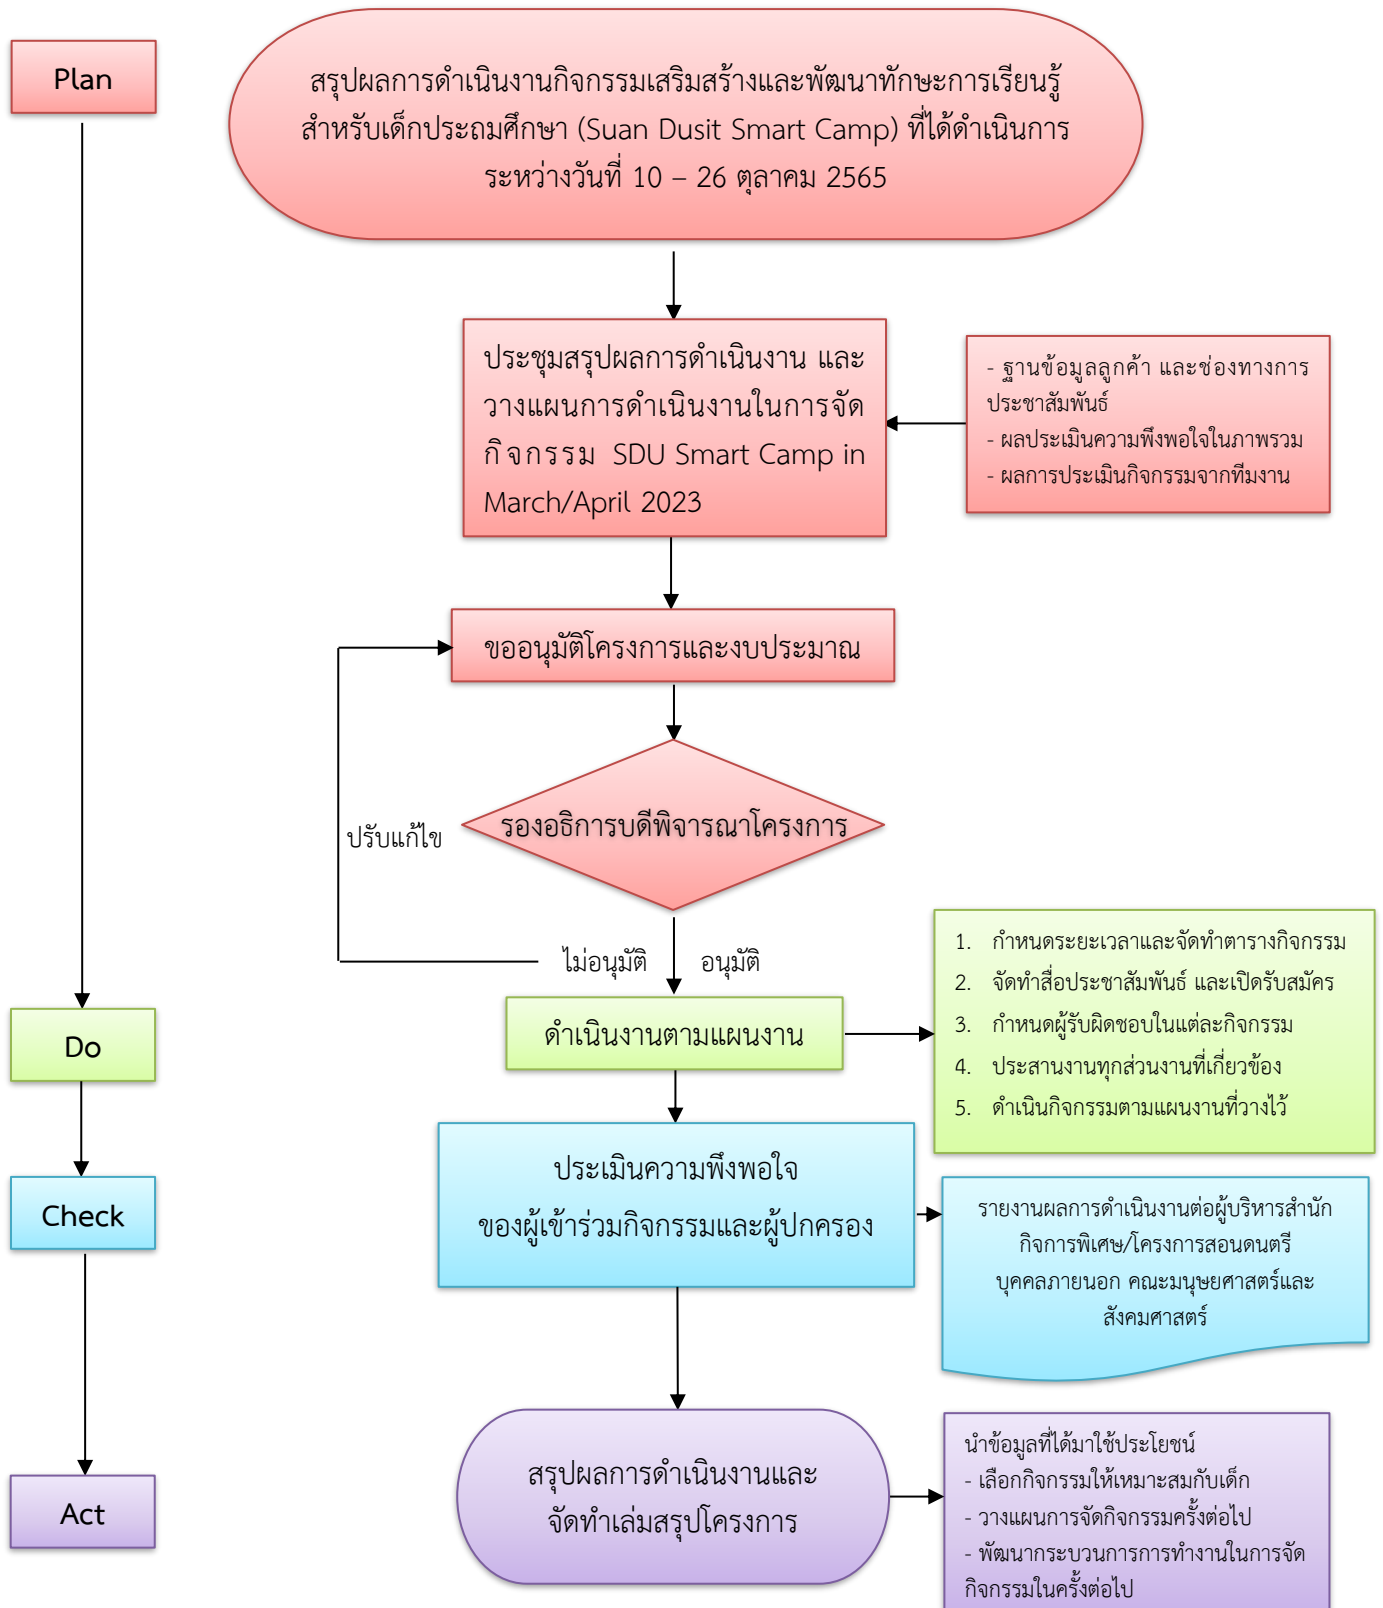 Plan
สรุปผลการดำเนินงานกิจกรรมเสริมสร้างและพัฒนาทักษะการเรียนรู้
สำหรับเด็กประถมศึกษา (Suan Dusit Smart Camp) ที่ได้ดำเนินการ
ระหว่างวันที่ 10 – 26 ตุลาคม 2565
ประชุมสรุปผลการดำเนินงาน และ
วางแผนการดำเนินงานในการจัด
กิจกรรม SDU Smart Camp in
March/April 2023
- ฐานข้อมูลลูกค้า และช่องทางการ
ประชาสัมพันธ์
- ผลประเมินความพึงพอใจในภาพรวม
- ผลการประเมินกิจกรรมจากทีมงาน
ขออนุมัติโครงการและงบประมาณ
รองอธิการบดีพิจารณาโครงการ
ปรับแก้ไข
ไม่อนุมัติ
อนุมัติ
Do
ดำเนินงานตามแผนงาน
1. กำหนดระยะเวลาและจัดทำตารางกิจกรรม
2. จัดทำสื่อประชาสัมพันธ์ และเปิดรับสมัคร
3. กำหนดผู้รับผิดชอบในแต่ละกิจกรรม
4. ประสานงานทุกส่วนงานที่เกี่ยวข้อง
5. ดำเนินกิจกรรมตามแผนงานที่วางไว้
Check
ประเมินความพึงพอใจ
ของผู้เข้าร่วมกิจกรรมและผู้ปกครอง
รายงานผลการดำเนินงานต่อผู้บริหารสำนัก
กิจการพิเศษ/โครงการสอนดนตรี
บุคคลภายนอก คณะมนุษยศาสตร์และ
สังคมศาสตร์
Act
สรุปผลการดำเนินงานและ
จัดทำเล่มสรุปโครงการ
นำข้อมูลที่ได้มาใช้ประโยชน์
- เลือกกิจกรรมให้เหมาะสมกับเด็ก
- วางแผนการจัดกิจกรรมครั้งต่อไป
- พัฒนากระบวนการการทำงานในการจัด
กิจกรรมในครั้งต่อไป